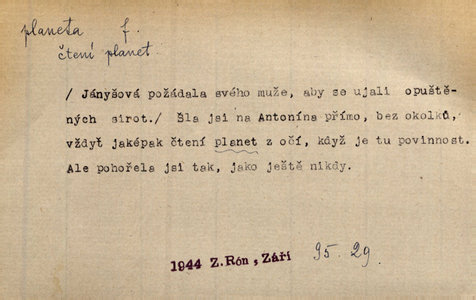 planeta f.
čtení planet
/ Jányšová požádala svého muže, aby se ujali opuště-
ných sirot./ Šla jsi na Antonína přímo, bez okolků,
vždyť jaképak čtení planet z očí, když je tu povinnost.
Ale pohořela jsi tak, jako ještě nikdy.
1944 Z.Rón, Září 95. 29.